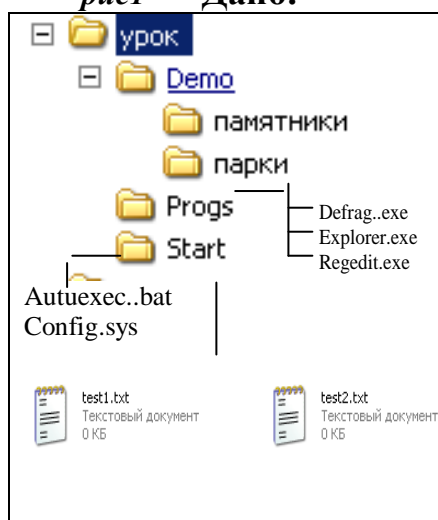 рис1 Дано:
урок
Demo
памятники
парки
Progs
Defrag..exe
Explorer.exe
Start
Regedit.exe
Autuexec..bat
Config.sys
test1.txt
Текстовый документ
0 КБ
test2.txt
Текстовый документ
0 КБ